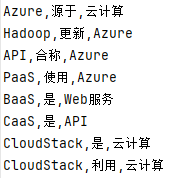 Azure,源于,云计算
Hadoop,更新,Azure
API,合称,Azure
PaaS,使用,Azure
BaaS,是,Web服务
CaaS,是,API
CloudStack,是,云计算
CloudStack,利用,云计算